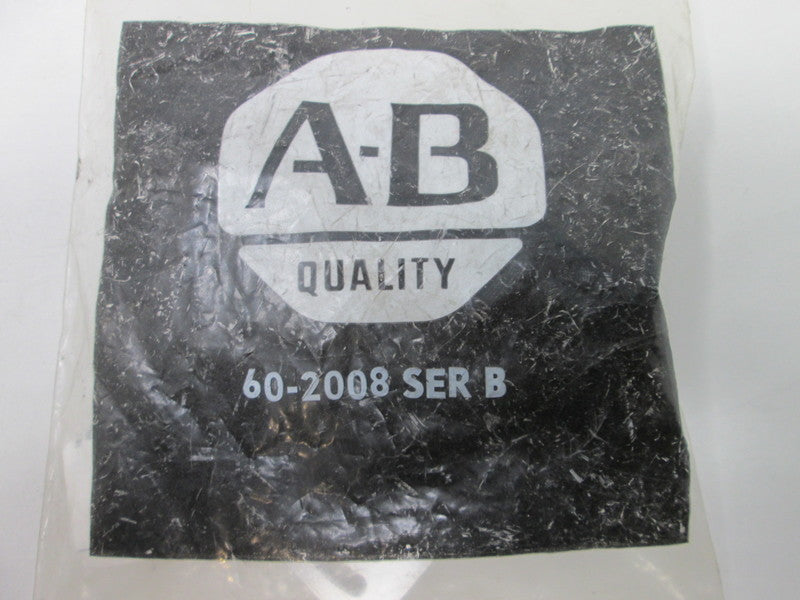 A-B
QUALITY
60-2008 SER B